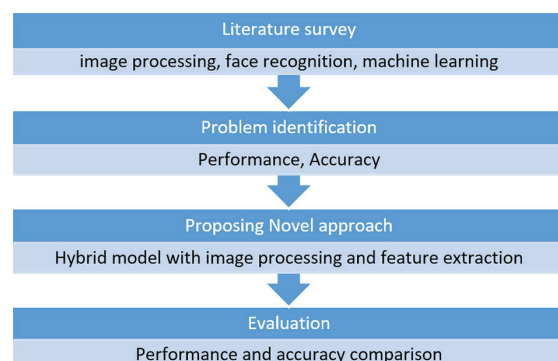 Literature survey
image processing, face recognition, machine learning
Problem identification
Performance, Accuracy
Proposing Novel approach
Hybrid model with image processing and feature extraction
Evaluation
Performance and accuracy comparison